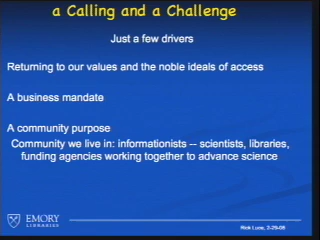 a Calling and a Challenge
Just a few drivers
Returning to our values and the noble ideals of access
A business mandate
A community purpose
Community we live in: informationists -- scientists, libraries,
funding agencies working together to advance science
EMORY
LIBRARIES
Rick Luce, 2-29-08